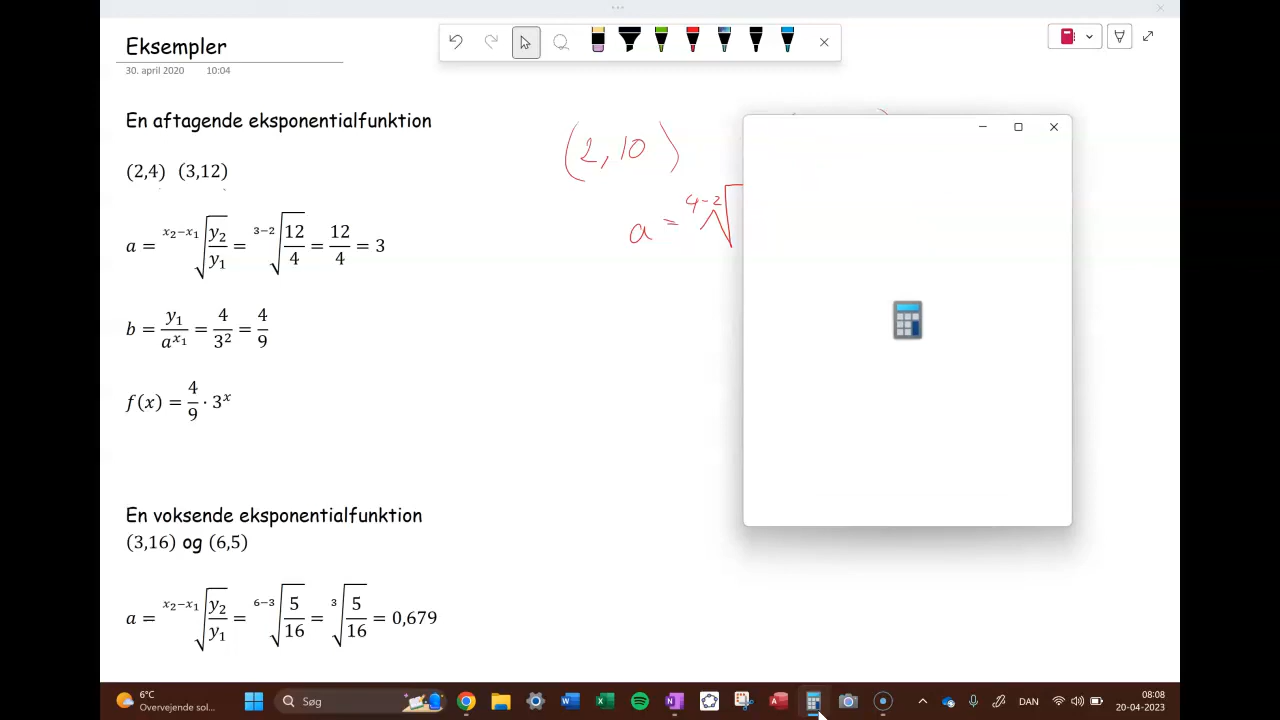 Eksempler
30. april 2020 10:04
En aftagende eksponentialfunktion
(2,4) (3,12)
(2, 10)
a = ^{x₂−x₁}√(y₂/y₁) = ^{3−2}√(12/4) = 12/4 = 3
a = ^{4-2}√
b = y₁/a^{x₁} = 4/3² = 4/9
f(x) = 4/9 · 3ˣ
En voksende eksponentialfunktion
(3,16) og (6,5)
a = ^{x₂−x₁}√(y₂/y₁) = ^{6−3}√(5/16) = ³√(5/16) = 0,679
6°C
Overvejende sol...
Søg
DAN
08:08
20-04-2023